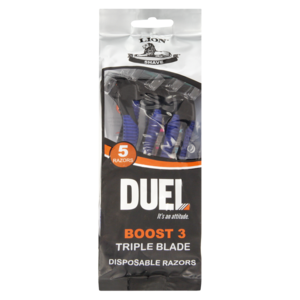 LION
SHAVE
5
RAZORS
DUEL
It's an attitude.
BOOST 3
TRIPLE BLADE
DISPOSABLE RAZORS